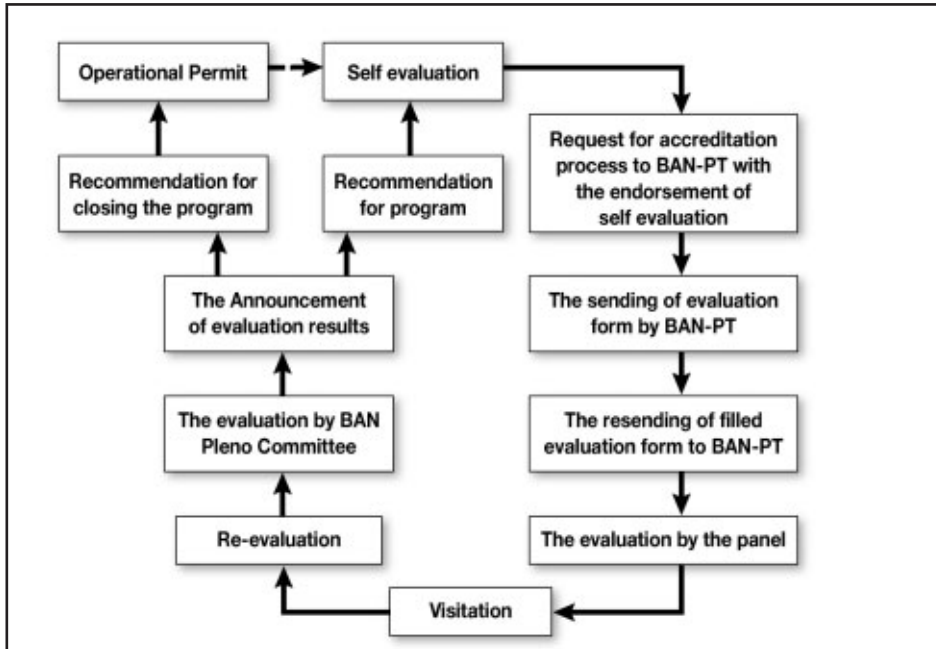 Operational Permit
Self evaluation
Request for accreditation
process to BAN-PT with
the endorsement of
self evaluation
Recommendation for
closing the program
Recommendation
for program
The Announcement
of evaluation results
The sending of evaluation
form by BAN-PT
The evaluation by BAN
Pleno Committee
The resending of filled
evaluation form to BAN-PT
Re-evaluation
The evaluation by the panel
Visitation